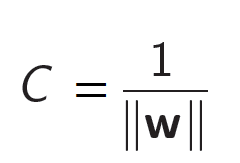 C = 1 / ||w||